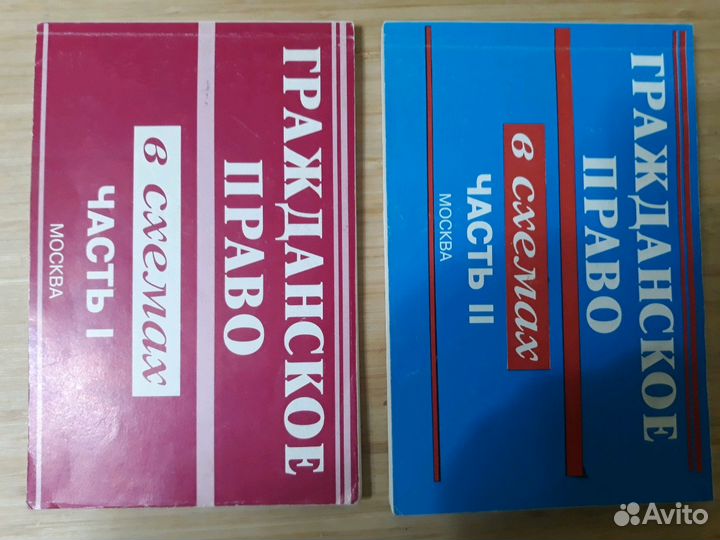 ГРАЖДАНСКОЕ
ПРАВО
в схемах
ЧАСТЬ I
МОСКВА
ГРАЖДАНСКОЕ
ПРАВО
в схемах
ЧАСТЬ II
МОСКВА
Avito